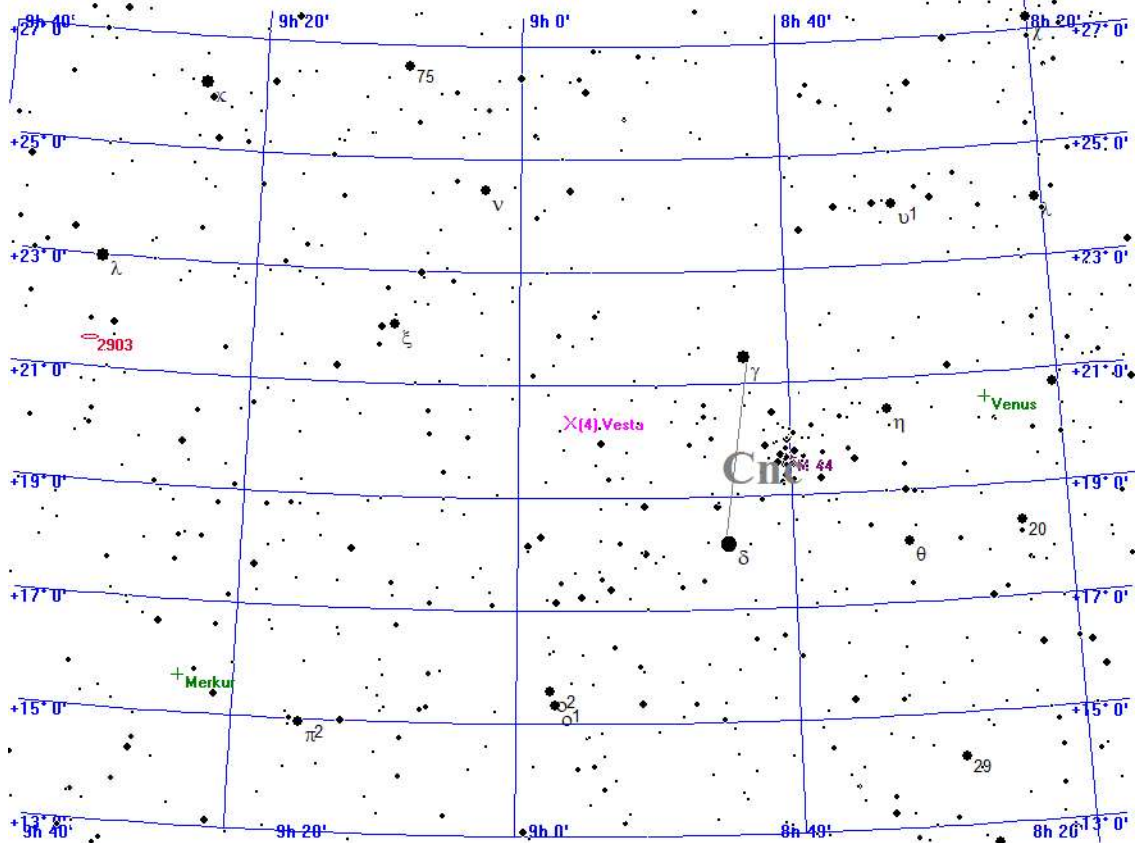 9h 40'
9h 20'
9h 0'
8h 40'
8h 20'
+27° 0'
+27° 0'
χ
κ
75
+25° 0'
+25° 0'
ν
υ1
λ
+23° 0'
+23° 0'
λ
2903
ξ
γ
+21° 0'
+21° 0'
Venus
η
(4) Vesta
Cnc
M 44
+19° 0'
+19° 0'
20
δ
θ
+17° 0'
+17° 0'
Merkur
+15° 0'
+15° 0'
ο2
ο1
π2
29
+13° 0'
+13° 0'
9h 40'
9h 20'
9h 0'
8h 20'